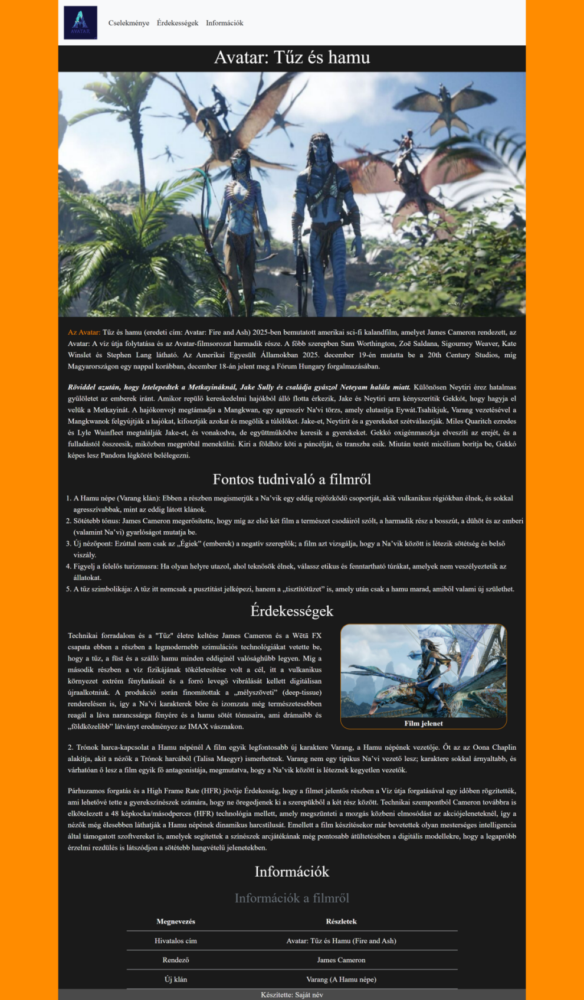 AVATAR
Cselekménye Érdekességek Információk
Avatar: Tűz és hamu
Az Avatar: Tűz és hamu (eredeti cím: Avatar: Fire and Ash) 2025-ben bemutatott amerikai sci-fi kalandfilm, amelyet James Cameron rendezett, az
Avatar: A víz útja folytatása és az Avatar-filmsorozat harmadik része. A főbb szerepben Sam Worthington, Zoë Saldana, Sigourney Weaver, Kate
Winslet és Stephen Lang látható. Az Amerikai Egyesült Államokban 2025. december 19-én mutatta be a 20th Century Studios, míg
Magyarországon egy nappal korábban, december 18-án jelent meg a Fórum Hungary forgalmazásában.
Röviddel azután, hogy letelepedtek a Metkayináknál, Jake Sully és családja gyászol Neteyam halála miatt. Különösen Neytiri érez hatalmas
gyűlöletet az emberek iránt. Amikor repülő kereskedelmi hajókból álló flotta érkezik, Jake és Neytiri arra kényszerítik Gekkót, hogy hagyja el
velük a Metkayinát. A hajókonvojt megtámadja a Mangkwan, egy agresszív Na'vi törzs, amely elutasítja Eywát.Tsahikjuk, Varang vezetésével a
Mangkwanok felgyújtják a hajókat, kifosztják azokat és megölik a túlélőket. Jake-et, Neytirit és a gyerekeket szétválasztják. Miles Quaritch ezredes
és Lyle Wainfleet megtalálják Jake-et, és vonakodva, de együttműködve keresik a gyerekeket. Gekkó oxigénmaszkja elveszíti az erejét, és a
fulladástól összeesik, miközben megpróbál menekülni. Kiri a földhöz köti a páncélját, és transzba esik. Miután testét micélium borítja be, Gekkó
képes lesz Pandora légkörét belélegezni.
Fontos tudnivaló a filmről
1. A Hamu népe (Varang klán): Ebben a részben megismerjük a Na’vik egy eddig rejtőzködő csoportját, akik vulkanikus régiókban élnek, és sokkal
agresszívabbak, mint az eddig látott klánok.
2. Sötétebb tónus: James Cameron megerősítette, hogy míg az első két film a természet csodáiról szólt, a harmadik rész a bosszút, a dühöt és az emberi
(valamint Na’vi) gyarlóságot mutatja be.
3. Új nézőpont: Ezúttal nem csak az „Égiek” (emberek) a negatív szereplők; a film azt vizsgálja, hogy a Na’vik között is létezik sötétség és belső
viszály.
4. Figyelj a felelős turizmusra: Ha olyan helyre utazol, ahol teknősök élnek, válassz etikus és fenntartható túrákat, amelyek nem veszélyeztetik az
állatokat.
5. A tűz szimbolikája: A tűz itt nemcsak a pusztítást jelképezi, hanem a „tisztítótüzet” is, amely után csak a hamu marad, amiből valami új születhet.
Érdekességek
Technikai forradalom és a "Tűz" életre keltése James Cameron és a Wētā FX
csapata ebben a részben a legmodernebb szimulációs technológiákat vetette be,
hogy a tűz, a füst és a szálló hamu minden eddiginél valósághűbb legyen. Míg a
második részben a víz fizikájának tökéletesítése volt a cél, itt a vulkanikus
környezet extrém fényhatásait és a forró levegő vibrálását kellett digitálisan
újraalkotniuk. A produkció során finomítottak a „mélyszöveti” (deep-tissue)
renderelésen is, így a Na’vi karakterek bőre és izomzata még természetesebben
reagál a láva narancssárga fényére és a hamu sötét tónusaira, ami drámaibb és
„földközelibb” látványt eredményez az IMAX vásznakon.
Film jelenet
2. Trónok harca-kapcsolat a Hamu népénél A film egyik legfontosabb új karaktere Varang, a Hamu népének vezetője. Őt az az Oona Chaplin
alakítja, akit a nézők a Trónok harcából (Talisa Maegyr) ismerhetnek. Varang nem egy tipikus Na’vi vezető lesz; karaktere sokkal árnyaltabb, és
várhatóan ő lesz a film egyik fő antagonistája, megmutatva, hogy a Na’vik között is léteznek kegyetlen vezetők.
Párhuzamos forgatás és a High Frame Rate (HFR) jövője Érdekesség, hogy a filmet jelentős részben a Víz útja forgatásával egy időben rögzítették,
ami lehetővé tette a gyerekszínészek számára, hogy ne öregedjenek ki a szerepükből a két rész között. Technikai szempontból Cameron továbbra is
elkötelezett a 48 képkocka/másodperces (HFR) technológia mellett, amely megszünteti a mozgás közbeni elmosódást az akciójeleneteknél, így a
nézők még élesebben láthatják a Hamu népének dinamikus harcstílusát. Emellett a film készítésekor már bevetettek olyan mesterséges intelligencia
által támogatott szoftvereket is, amelyek segítettek a színészek arcjátékának még pontosabb átültetésében a digitális modellekre, hogy a legapróbb
érzelmi rezdülés is látszódjon a sötétebb hangvételű jelenetekben.
Információk
Információk a filmről
Megnevezés Részletek
Hivatalos cím Avatar: Tűz és Hamu (Fire and Ash)
Rendező James Cameron
Új klán Varang (A Hamu népe)
Készítette: Saját név